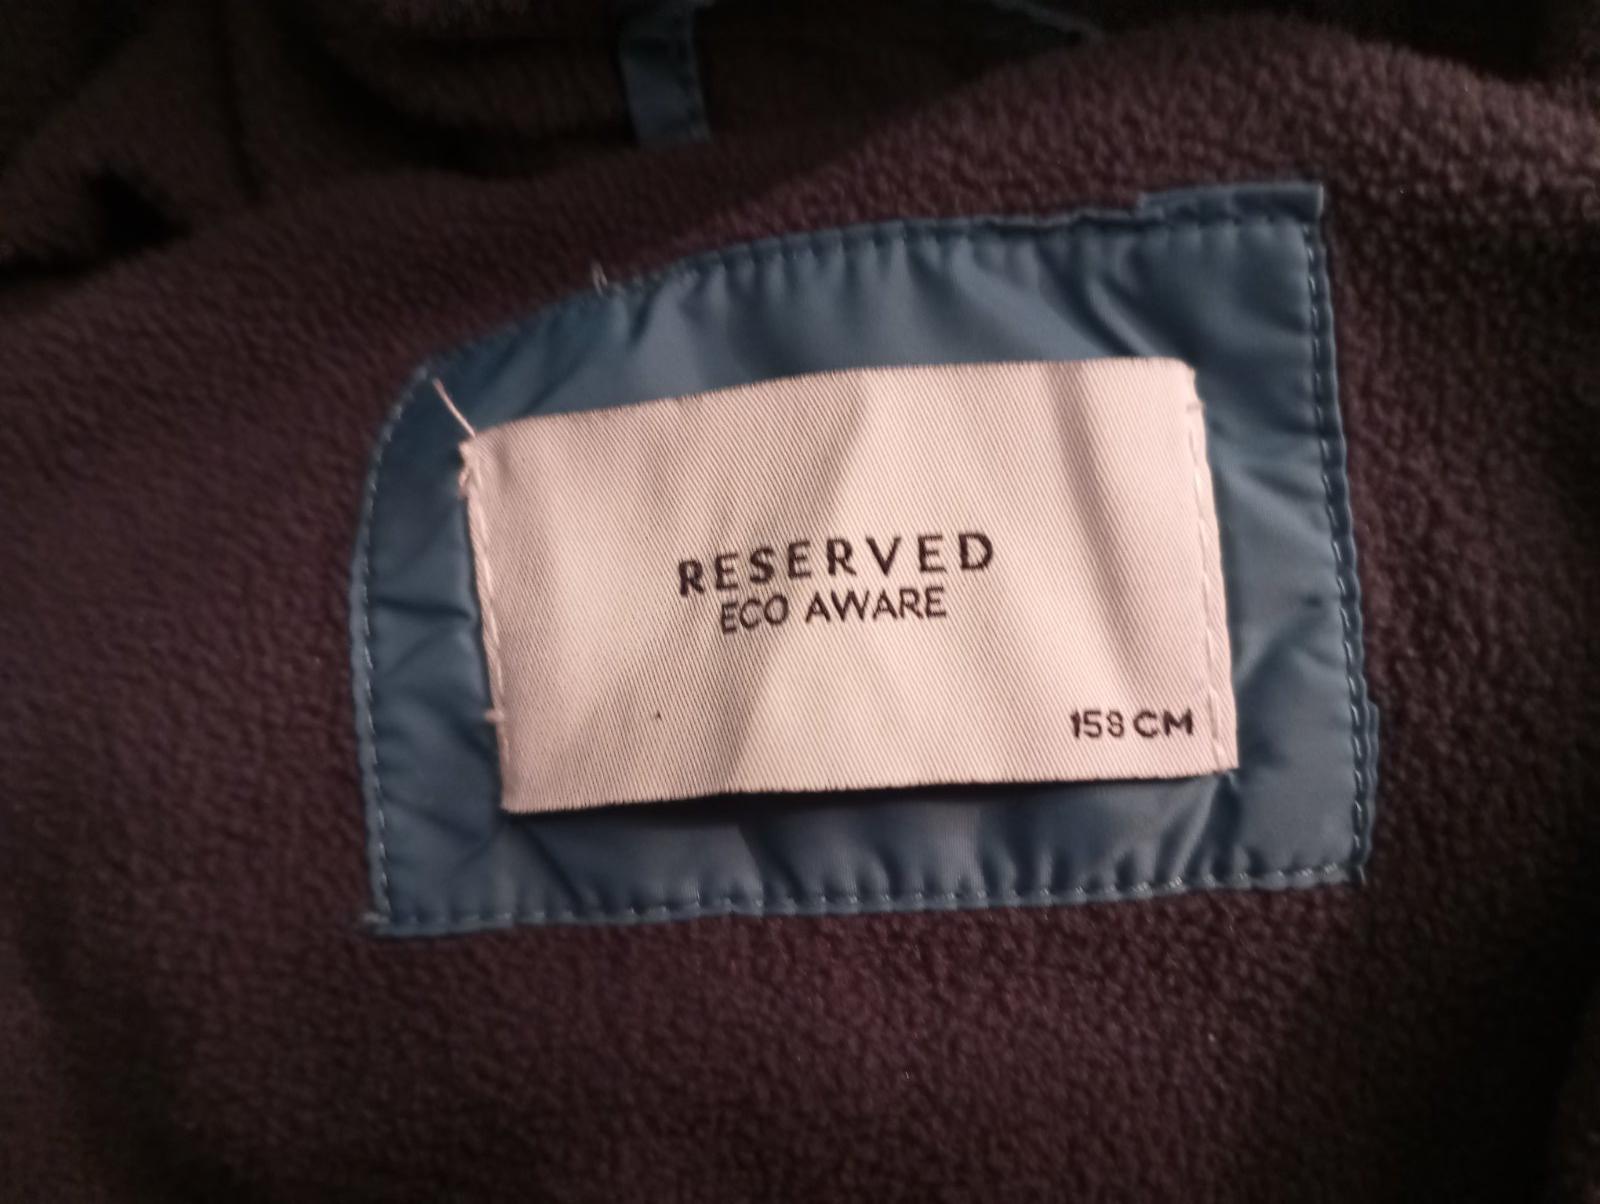 RESERVED
ECO AWARE
158 CM